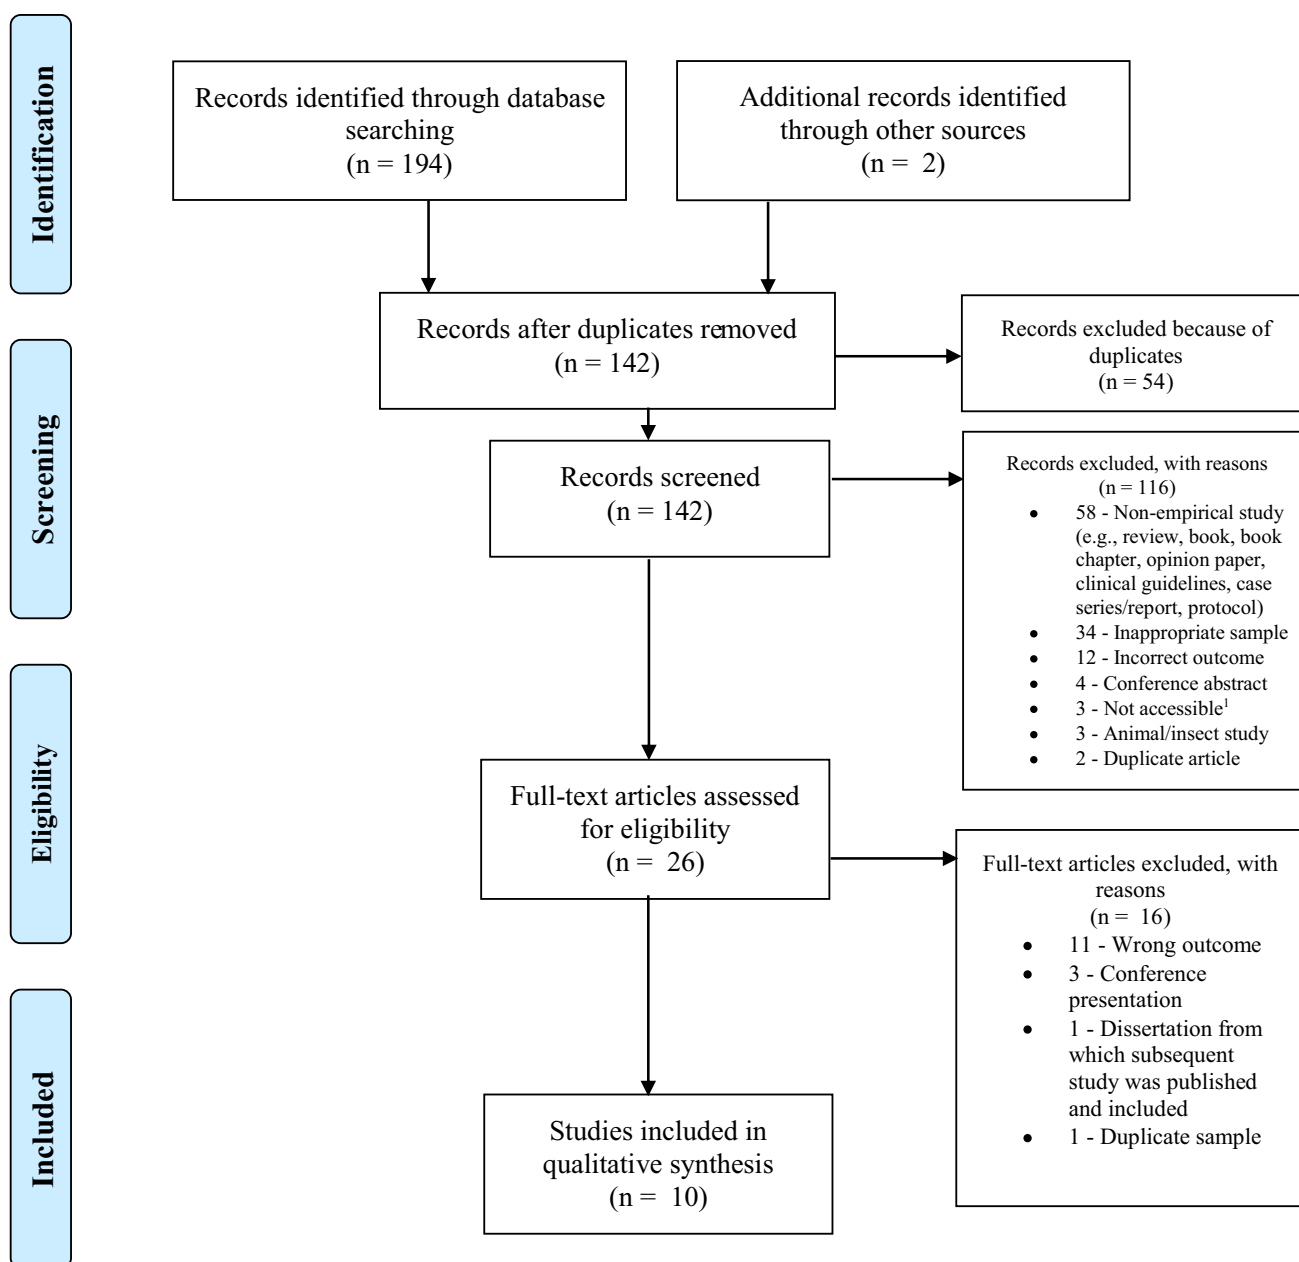 Identification
Records identified through database
searching
(n = 194)
Additional records identified
through other sources
(n =  2)
Records after duplicates removed
(n = 142)
Records excluded because of
duplicates
(n = 54)
Screening
Records screened
(n = 142)
Records excluded, with reasons
(n = 116)
• 58 - Non-empirical study
(e.g., review, book, book
chapter, opinion paper,
clinical guidelines, case
series/report, protocol)
• 34 - Inappropriate sample
• 12 - Incorrect outcome
• 4 - Conference abstract
• 3 - Not accessible¹
• 3 - Animal/insect study
• 2 - Duplicate article
Eligibility
Full-text articles assessed
for eligibility
(n =  26)
Full-text articles excluded, with
reasons
(n =  16)
• 11 - Wrong outcome
• 3 - Conference
presentation
• 1 - Dissertation from
which subsequent
study was published
and included
• 1 - Duplicate sample
Included
Studies included in
qualitative synthesis
(n =  10)